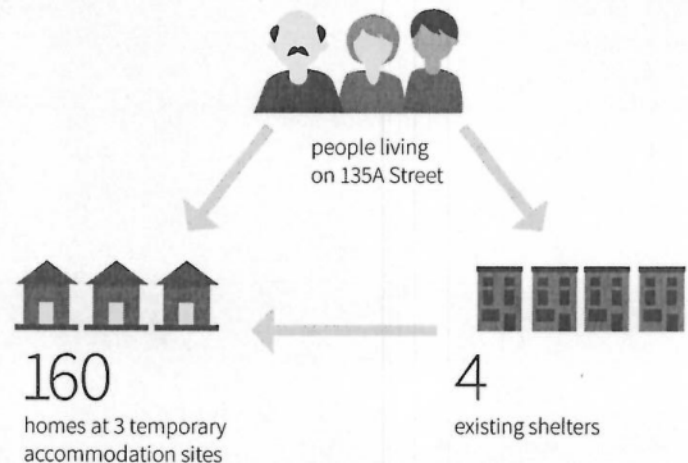 people living
on 135A Street
160
homes at 3 temporary
accommodation sites
4
existing shelters